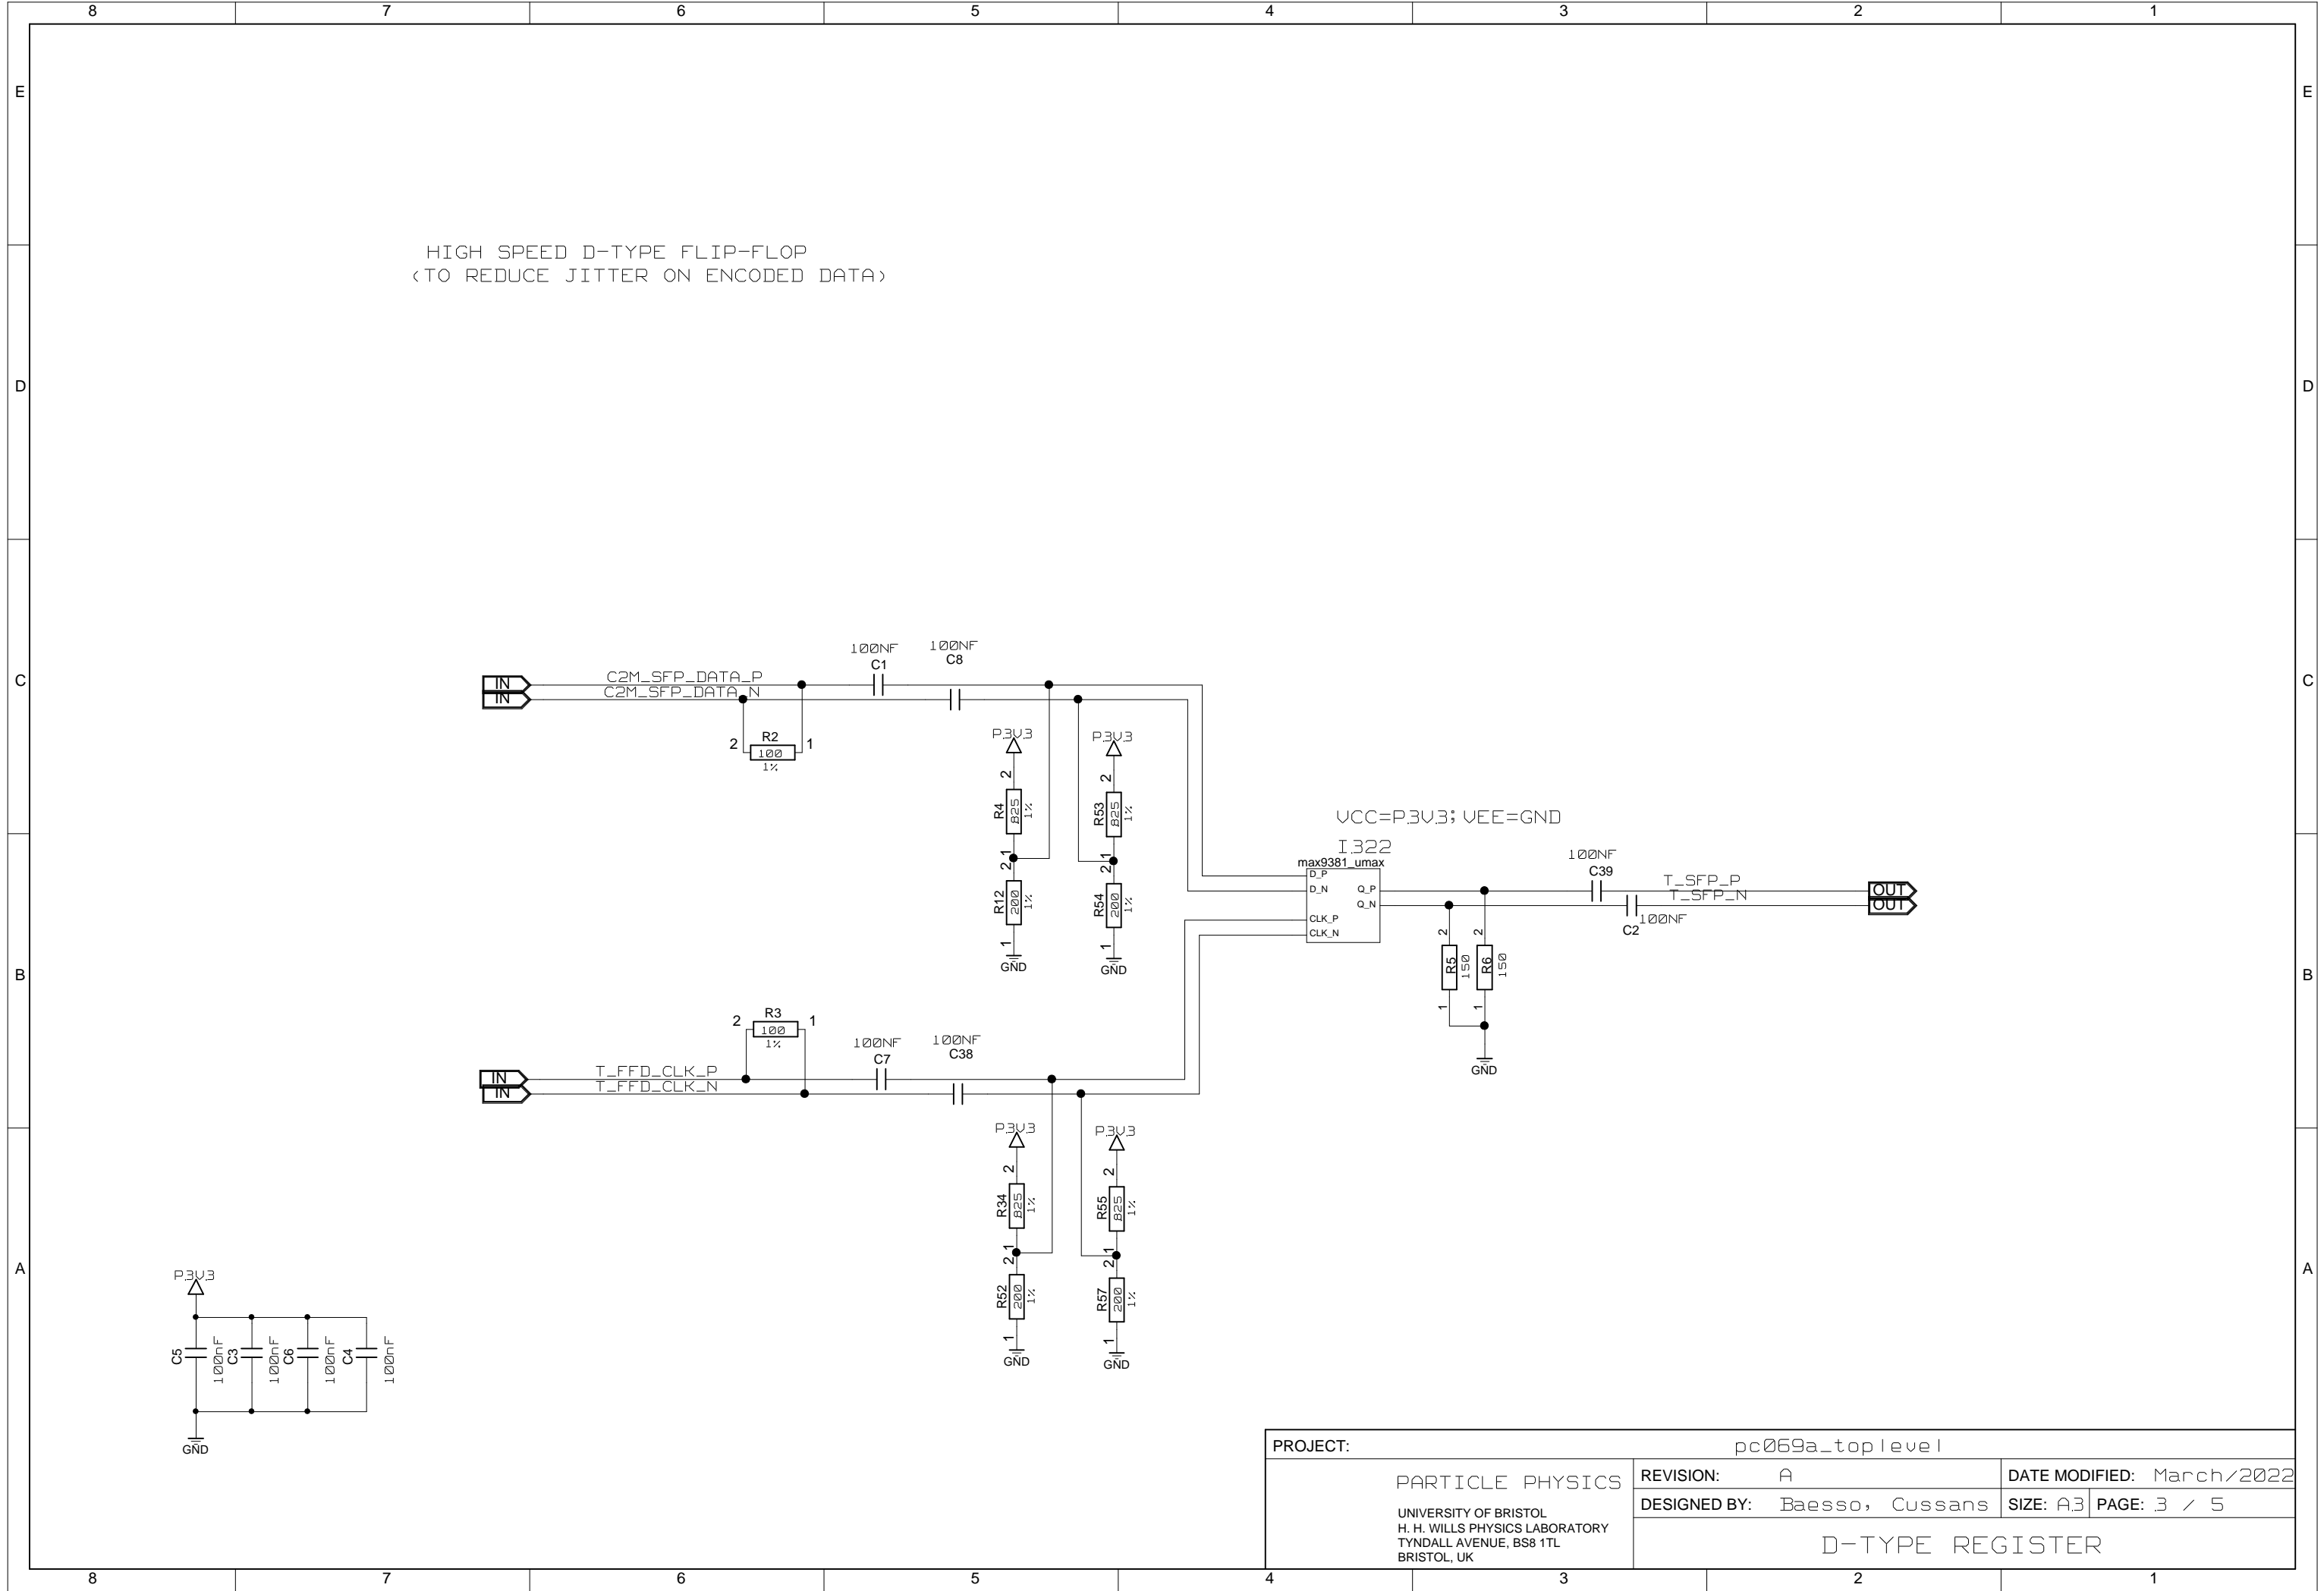 8 7 6 5 4 3 2 1
E E
HIGH SPEED D-TYPE FLIP-FLOP
(TO REDUCE JITTER ON ENCODED DATA)
D D
100NF 100NF
C1 C8
C C
IN C2M_SFP_DATA_P
IN C2M_SFP_DATA_N
2 R2 1
100
1%
P3V3 P3V3
2 2
R4 825 1% R53 825 1%
1 1
2 2
R12 200 1% R54 200 1%
1 1
GND GND
VCC=P3V3; VEE=GND
I322
max9381_umax
D_P
D_N Q_P
Q_N
CLK_P
CLK_N
100NF
C39
T_SFP_P OUT
T_SFP_N OUT
100NF
C2
2 2
R5 150 R6 150
1 1
GND
B B
R3
2 100 1
1%
100NF 100NF
C7 C38
IN T_FFD_CLK_P
IN T_FFD_CLK_N
P3V3 P3V3
2 2
R34 825 1% R55 825 1%
1 1
2 2
R52 200 1% R57 200 1%
1 1
GND GND
A A
P3V3
C5 100nF C3 100nF C6 100nF C4 100nF
GND
PROJECT: pc069a_toplevel
PARTICLE PHYSICS
UNIVERSITY OF BRISTOL
H. H. WILLS PHYSICS LABORATORY
TYNDALL AVENUE, BS8 1TL
BRISTOL, UK
REVISION: A DATE MODIFIED: March/2022
DESIGNED BY: Baesso, Cussans SIZE: A3 PAGE: 3 / 5
D-TYPE REGISTER
8 7 6 5 4 3 2 1